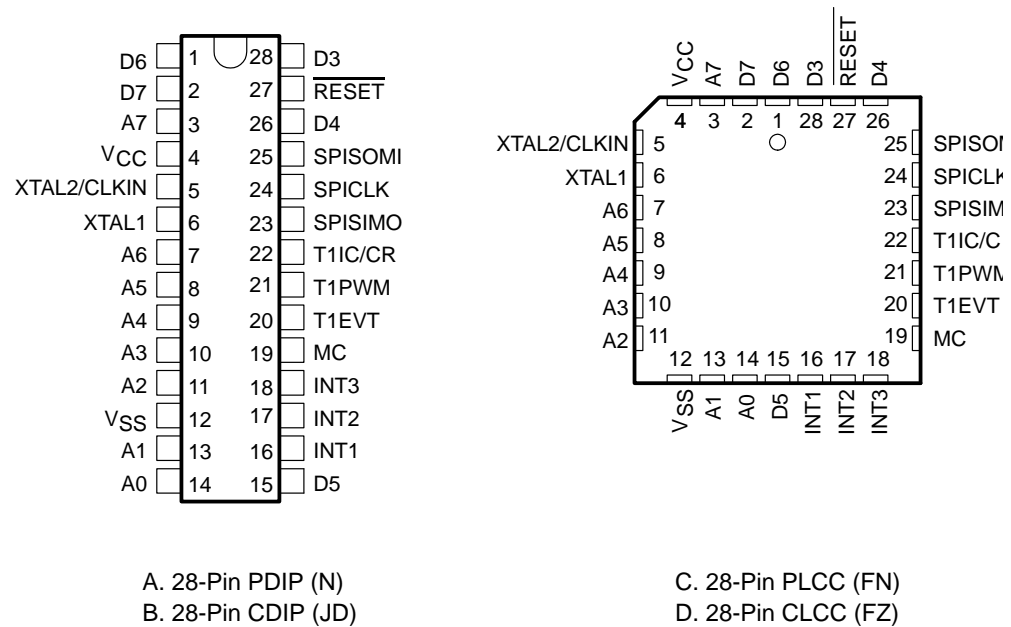 D6 1 28 D3
D7 2 27 RESET
A7 3 26 D4
VCC 4 25 SPISOMI
XTAL2/CLKIN 5 24 SPICLK
XTAL1 6 23 SPISIMO
A6 7 22 T1IC/CR
A5 8 21 T1PWM
A4 9 20 T1EVT
A3 10 19 MC
A2 11 18 INT3
VSS 12 17 INT2
A1 13 16 INT1
A0 14 15 D5
A. 28-Pin PDIP (N)
B. 28-Pin CDIP (JD)
VCC A7 D7 D6 D3 RESET D4
4 3 2 1 28 27 26
XTAL2/CLKIN 5 25 SPISOM
XTAL1 6 24 SPICLK
A6 7 23 SPISIM
A5 8 22 T1IC/C
A4 9 21 T1PWM
A3 10 20 T1EVT
A2 11 19 MC
12 13 14 15 16 17 18
VSS A1 A0 D5 INT1 INT2 INT3
C. 28-Pin PLCC (FN)
D. 28-Pin CLCC (FZ)